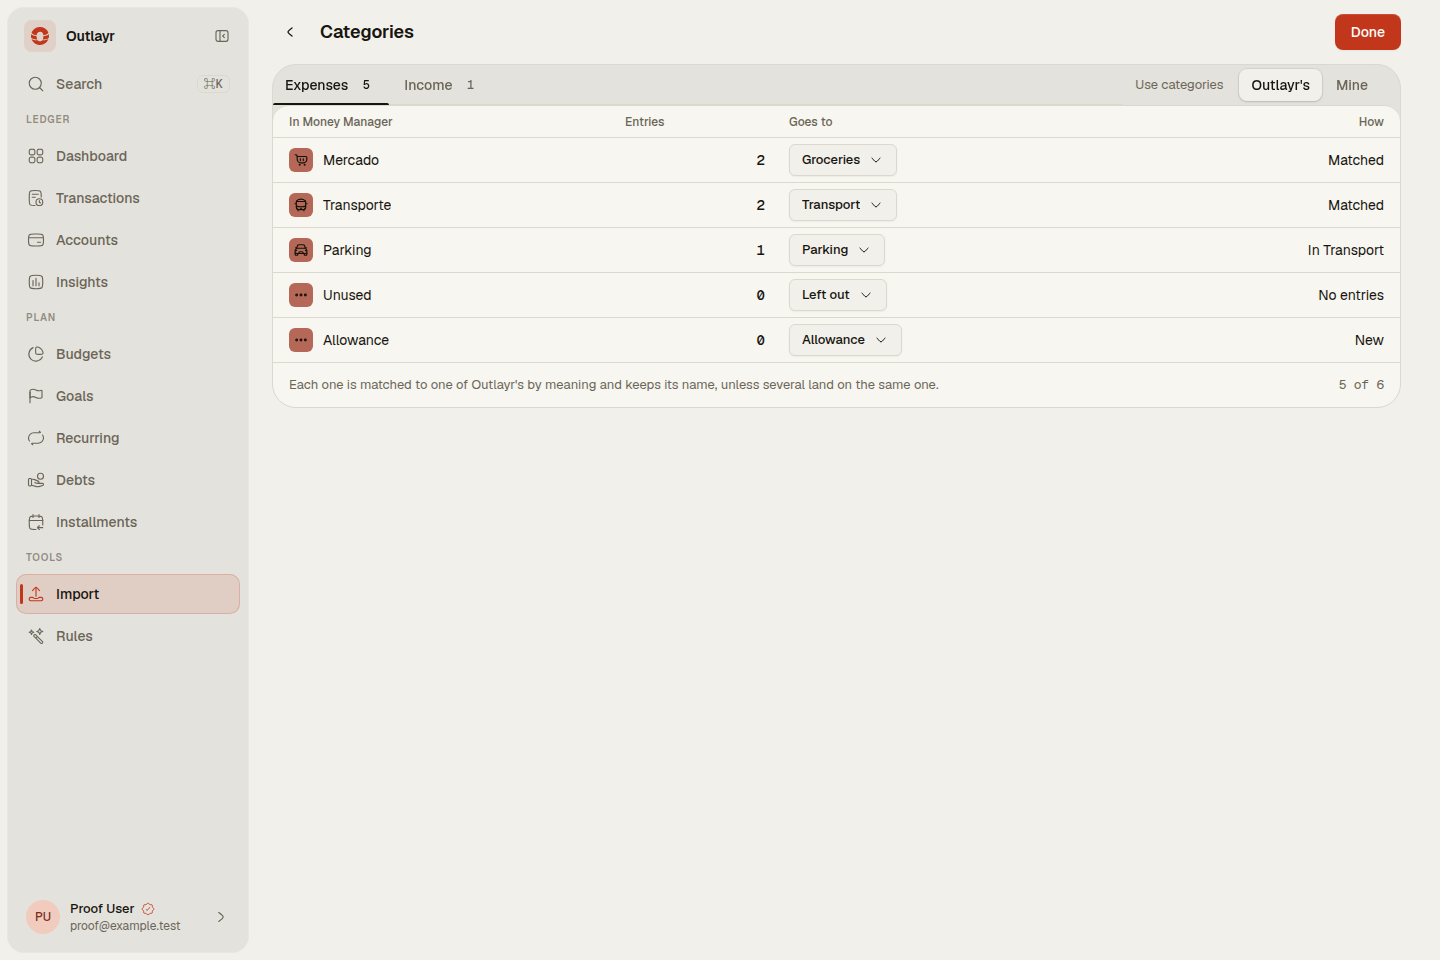 Outlayr
Search ⌘K
LEDGER
Dashboard
Transactions
Accounts
Insights
PLAN
Budgets
Goals
Recurring
Debts
Installments
TOOLS
Import
Rules
PU
Proof User
proof@example.test
Categories
Done
Expenses 5 Income 1 Use categories Outlayr's Mine
In Money Manager Entries Goes to How
Mercado 2 Groceries Matched
Transporte 2 Transport Matched
Parking 1 Parking In Transport
Unused 0 Left out No entries
Allowance 0 Allowance New
Each one is matched to one of Outlayr's by meaning and keeps its name, unless several land on the same one. 5 of 6